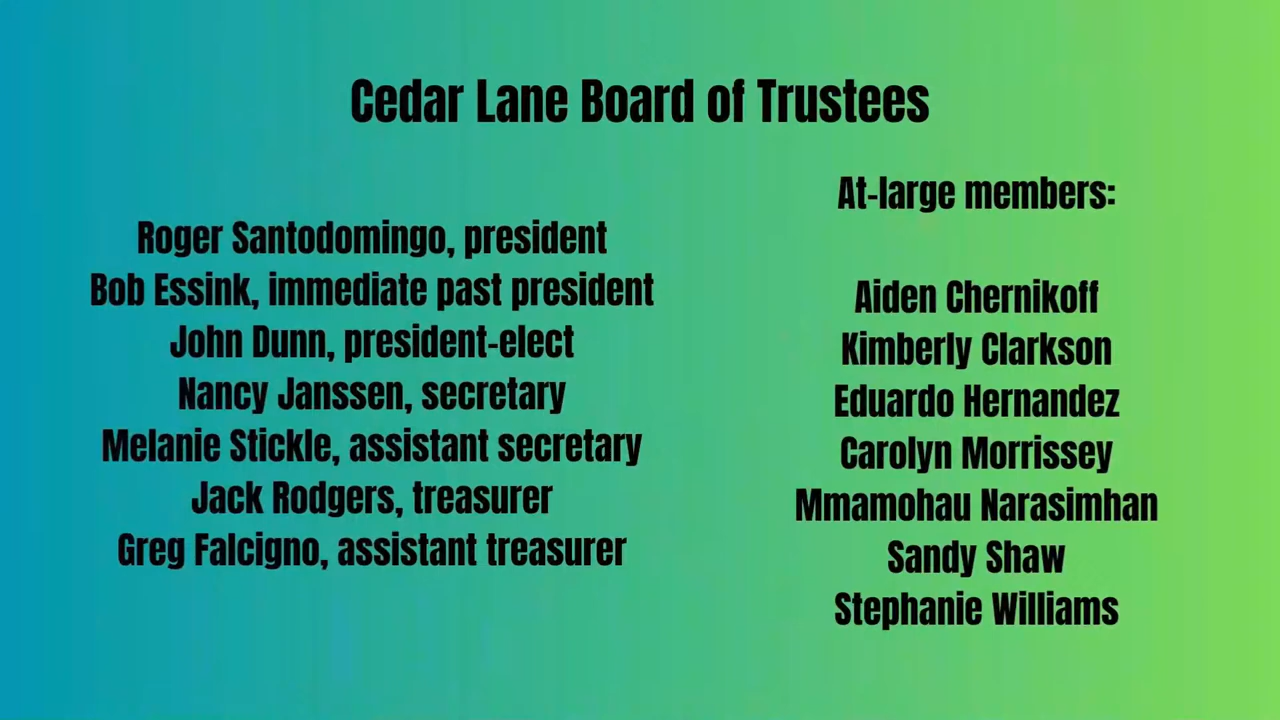 Cedar Lane Board of Trustees
Roger Santodomingo, president
Bob Essink, immediate past president
John Dunn, president-elect
Nancy Janssen, secretary
Melanie Stickle, assistant secretary
Jack Rodgers, treasurer
Greg Falcigno, assistant treasurer
At-large members:
Aiden Chernikoff
Kimberly Clarkson
Eduardo Hernandez
Carolyn Morrissey
Mmamohau Narasimhan
Sandy Shaw
Stephanie Williams